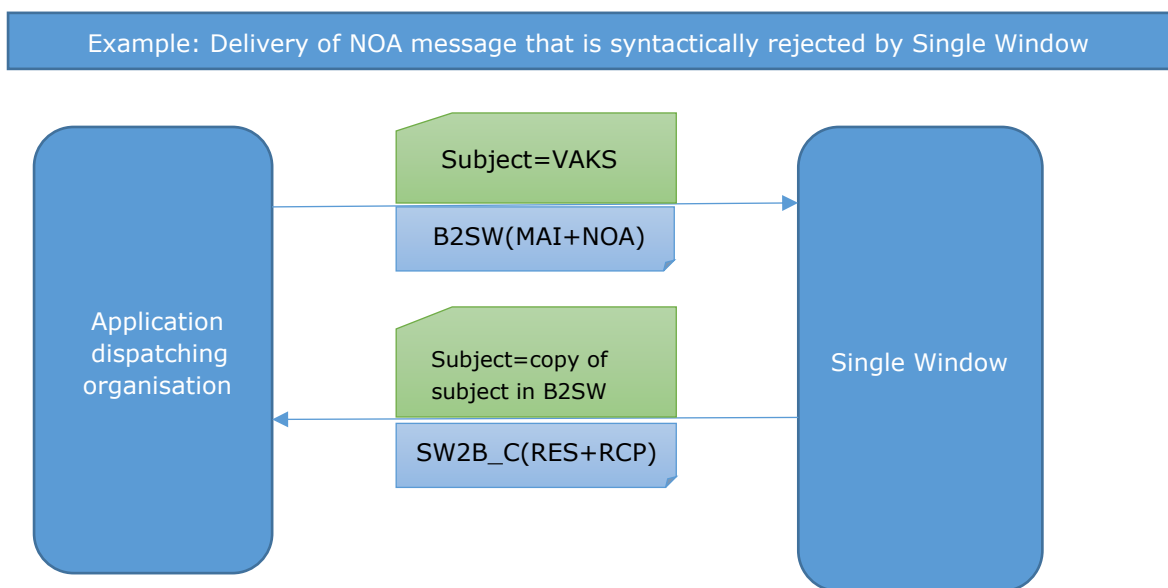 Example: Delivery of NOA message that is syntactically rejected by Single Window
Subject=VAKS
B2SW(MAI+NOA)
Application
dispatching
organisation
Subject=copy of
subject in B2SW
Single Window
SW2B_C(RES+RCP)